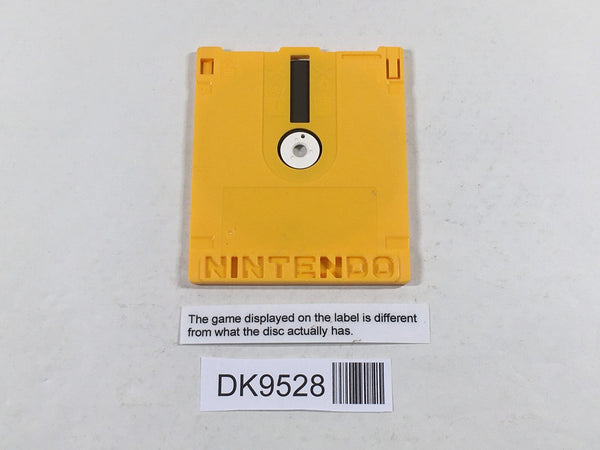 NINTENDO
The game displayed on the label is different
from what the disc actually has.
DK9528